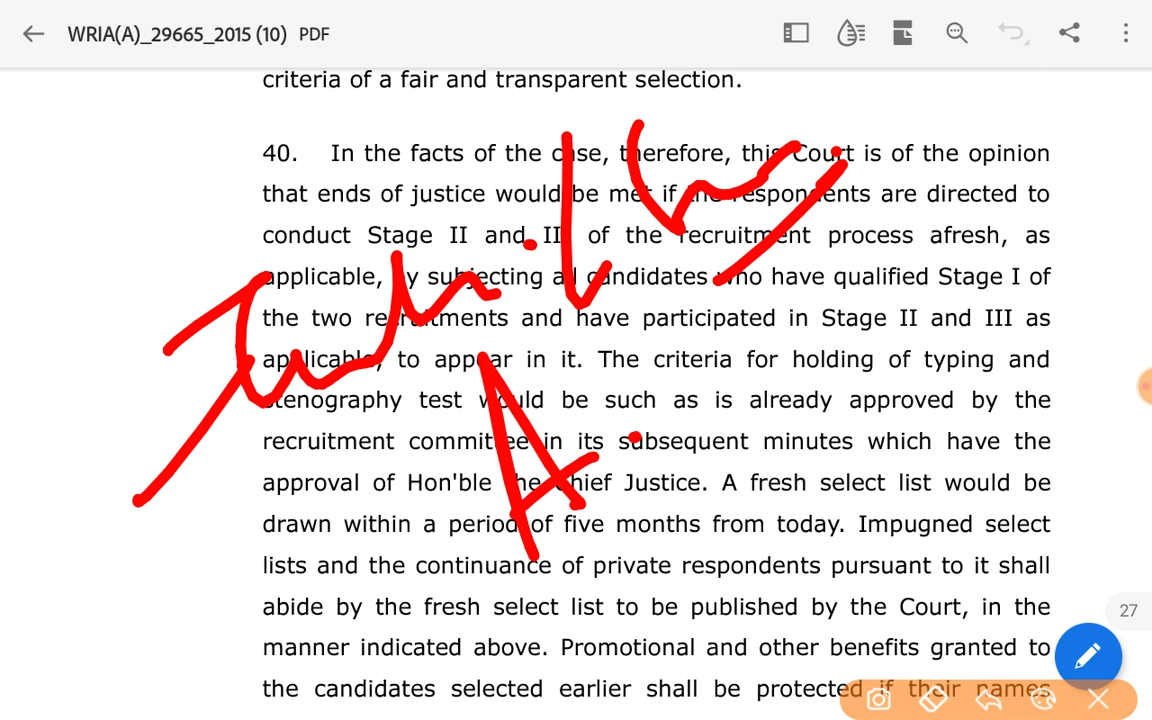 WRIA(A)_29665_2015 (10) PDF
criteria of a fair and transparent selection.
40. In the facts of the case, therefore, this Court is of the opinion
that ends of justice would be met if the respondents are directed to
conduct Stage II and III of the recruitment process afresh, as
applicable, by subjecting all candidates who have qualified Stage I of
the two recruitments and have participated in Stage II and III as
applicable, to appear in it. The criteria for holding of typing and
stenography test would be such as is already approved by the
recruitment committee in its subsequent minutes which have the
approval of Hon'ble the Chief Justice. A fresh select list would be
drawn within a period of five months from today. Impugned select
lists and the continuance of private respondents pursuant to it shall
abide by the fresh select list to be published by the Court, in the
manner indicated above. Promotional and other benefits granted to
27
the candidates selected earlier shall be protected if their names